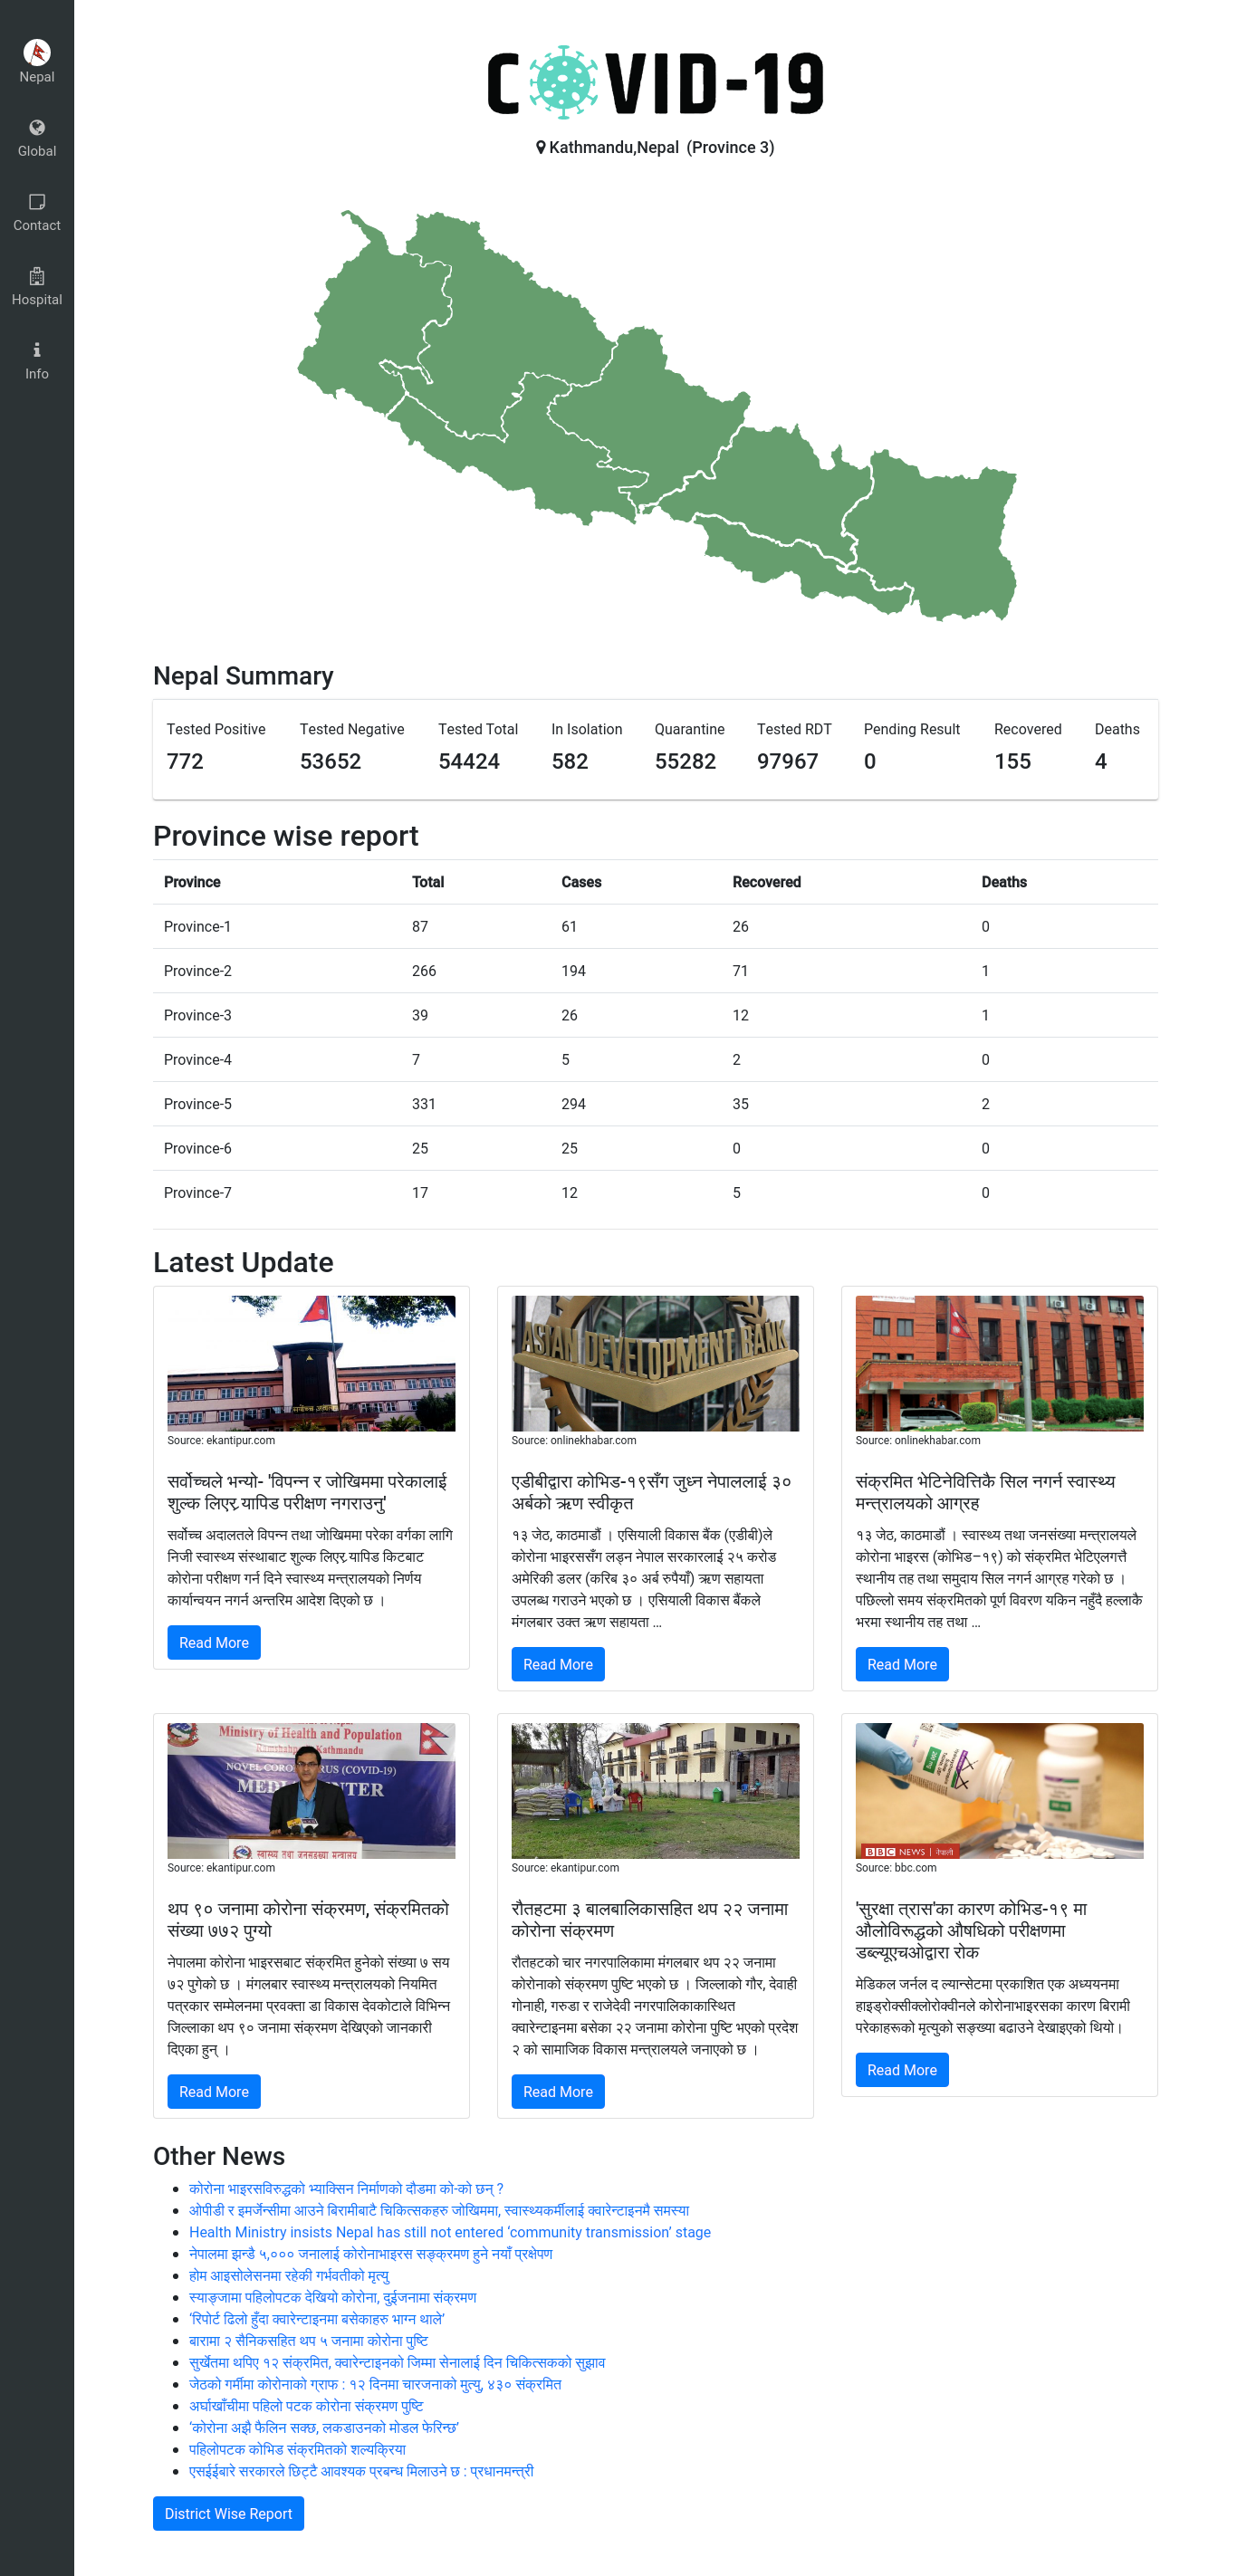 Nepal
Global
Contact
Hospital
Info
COVID-19
Kathmandu,Nepal (Province 3)
Nepal Summary
Tested Positive Tested Negative Tested Total In Isolation Quarantine Tested RDT Pending Result Recovered Deaths
772 53652 54424 582 55282 97967 0 155 4
Province wise report
Province Total Cases Recovered Deaths
Province-1 87 61 26 0
Province-2 266 194 71 1
Province-3 39 26 12 1
Province-4 7 5 2 0
Province-5 331 294 35 2
Province-6 25 25 0 0
Province-7 17 12 5 0
Latest Update
सर्वोच्च अदालत
Source: ekantipur.com
सर्वोच्चले भन्यो- 'विपन्न र जोखिममा परेकालाई
शुल्क लिएर र्‍यापिड परीक्षण नगराउनु'
सर्वोच्च अदालतले विपन्न तथा जोखिममा परेका वर्गका लागि
निजी स्वास्थ्य संस्थाबाट शुल्क लिएर र्‍यापिड किटबाट
कोरोना परीक्षण गर्न दिने स्वास्थ्य मन्त्रालयको निर्णय
कार्यान्वयन नगर्न अन्तरिम आदेश दिएको छ ।
Read More
ASIAN DEVELOPMENT BANK
Source: onlinekhabar.com
एडीबीद्वारा कोभिड-१९सँग जुध्न नेपाललाई ३०
अर्बको ऋण स्वीकृत
१३ जेठ, काठमाडौं । एसियाली विकास बैंक (एडीबी)ले
कोरोना भाइरससँग लड्न नेपाल सरकारलाई २५ करोड
अमेरिकी डलर (करिब ३० अर्ब रुपैयाँ) ऋण सहायता
उपलब्ध गराउने भएको छ । एसियाली विकास बैंकले
मंगलबार उक्त ऋण सहायता ...
Read More
Source: onlinekhabar.com
संक्रमित भेटिनेवित्तिकै सिल नगर्न स्वास्थ्य
मन्त्रालयको आग्रह
१३ जेठ, काठमाडौं । स्वास्थ्य तथा जनसंख्या मन्त्रालयले
कोरोना भाइरस (कोभिड–१९) को संक्रमित भेटिएलगत्तै
स्थानीय तह तथा समुदाय सिल नगर्न आग्रह गरेको छ ।
पछिल्लो समय संक्रमितको पूर्ण विवरण यकिन नहुँदै हल्लाकै
भरमा स्थानीय तह तथा ...
Read More
Ministry of Health and Population
Kathmandu
NOVEL CORONAVIRUS (COVID-19)
MEDIA CENTER
स्वास्थ्य तथा जनसङ्ख्या मन्त्रालय
Source: ekantipur.com
थप ९० जनामा कोरोना संक्रमण, संक्रमितको
संख्या ७७२ पुग्यो
नेपालमा कोरोना भाइरसबाट संक्रमित हुनेको संख्या ७ सय
७२ पुगेको छ । मंगलबार स्वास्थ्य मन्त्रालयको नियमित
पत्रकार सम्मेलनमा प्रवक्ता डा विकास देवकोटाले विभिन्न
जिल्लाका थप ९० जनामा संक्रमण देखिएको जानकारी
दिएका हुन् ।
Read More
Source: ekantipur.com
रौतहटमा ३ बालबालिकासहित थप २२ जनामा
कोरोना संक्रमण
रौतहटको चार नगरपालिकामा मंगलबार थप २२ जनामा
कोरोनाको संक्रमण पुष्टि भएको छ । जिल्लाको गौर, देवाही
गोनाही, गरुडा र राजेदेवी नगरपालिकाकास्थित
क्वारेन्टाइनमा बसेका २२ जनामा कोरोना पुष्टि भएको प्रदेश
२ को सामाजिक विकास मन्त्रालयले जनाएको छ ।
Read More
BBC NEWS | नेपाली
Source: bbc.com
'सुरक्षा त्रास'का कारण कोभिड-१९ मा
औलोविरूद्धको औषधिको परीक्षणमा
डब्ल्यूएचओद्वारा रोक
मेडिकल जर्नल द ल्यान्सेटमा प्रकाशित एक अध्ययनमा
हाइड्रोक्सीक्लोरोक्वीनले कोरोनाभाइरसका कारण बिरामी
परेकाहरूको मृत्युको सङ्ख्या बढाउने देखाइएको थियो।
Read More
Other News
कोरोना भाइरसविरुद्धको भ्याक्सिन निर्माणको दौडमा को-को छन् ?
ओपीडी र इमर्जेन्सीमा आउने बिरामीबाटै चिकित्सकहरु जोखिममा, स्वास्थ्यकर्मीलाई क्वारेन्टाइनमै समस्या
Health Ministry insists Nepal has still not entered ‘community transmission’ stage
नेपालमा झन्डै ५,००० जनालाई कोरोनाभाइरस सङ्क्रमण हुने नयाँ प्रक्षेपण
होम आइसोलेसनमा रहेकी गर्भवतीको मृत्यु
स्याङ्जामा पहिलोपटक देखियो कोरोना, दुईजनामा संक्रमण
‘रिपोर्ट ढिलो हुँदा क्वारेन्टाइनमा बसेकाहरु भाग्न थाले’
बारामा २ सैनिकसहित थप ५ जनामा कोरोना पुष्टि
सुर्खेतमा थपिए १२ संक्रमित, क्वारेन्टाइनको जिम्मा सेनालाई दिन चिकित्सकको सुझाव
जेठको गर्मीमा कोरोनाको ग्राफ : १२ दिनमा चारजनाको मुत्यु, ४३० संक्रमित
अर्घाखाँचीमा पहिलो पटक कोरोना संक्रमण पुष्टि
‘कोरोना अझै फैलिन सक्छ, लकडाउनको मोडल फेरिन्छ’
पहिलोपटक कोभिड संक्रमितको शल्यक्रिया
एसईईबारे सरकारले छिट्टै आवश्यक प्रबन्ध मिलाउने छ : प्रधानमन्त्री
District Wise Report